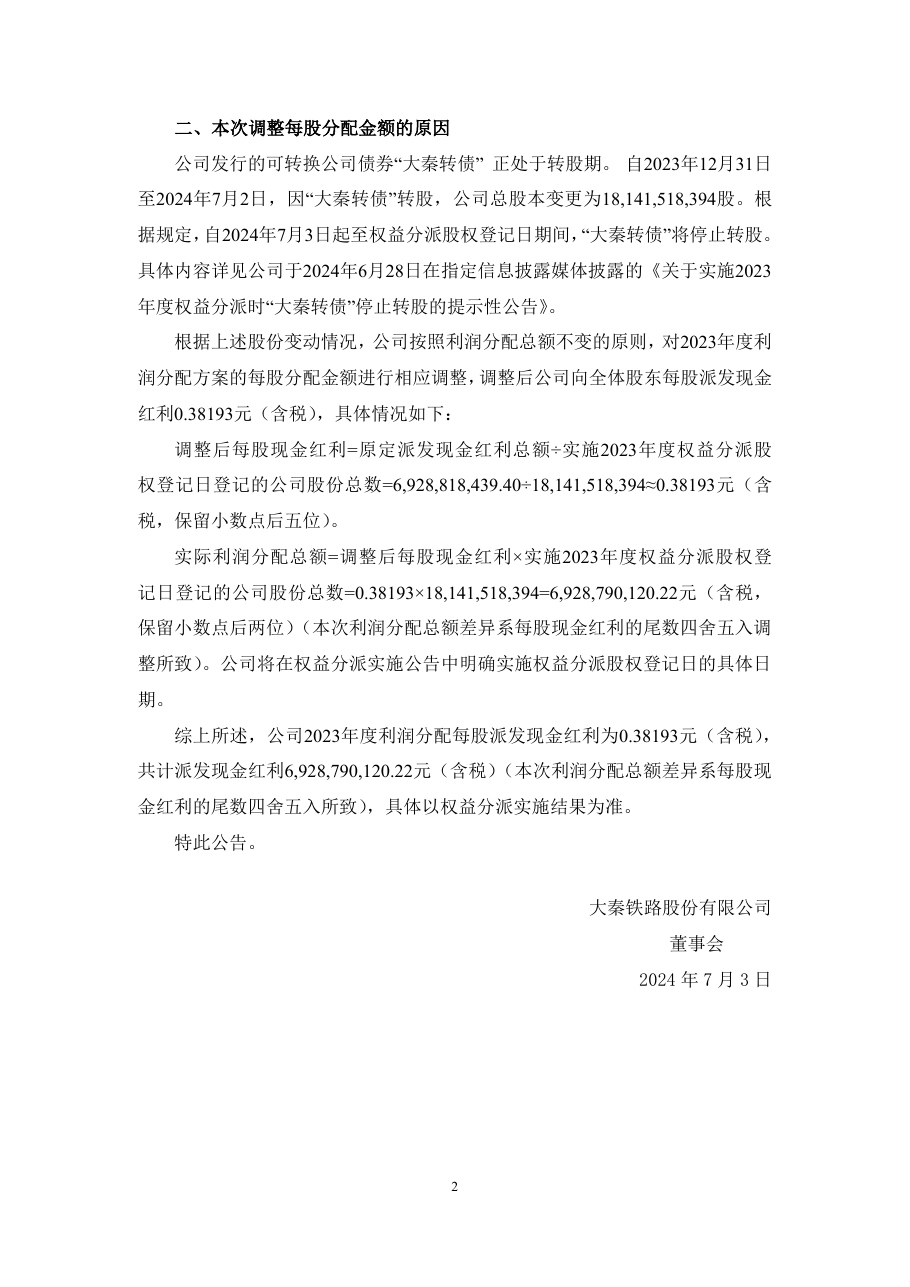 二、本次调整每股分配金额的原因
公司发行的可转换公司债券“大秦转债” 正处于转股期。 自2023年12月31日
至2024年7月2日，因“大秦转债”转股，公司总股本变更为18,141,518,394股。根
据规定，自2024年7月3日起至权益分派股权登记日期间，“大秦转债”将停止转股。
具体内容详见公司于2024年6月28日在指定信息披露媒体披露的《关于实施2023
年度权益分派时“大秦转债”停止转股的提示性公告》。
根据上述股份变动情况，公司按照利润分配总额不变的原则，对2023年度利
润分配方案的每股分配金额进行相应调整，调整后公司向全体股东每股派发现金
红利0.38193元（含税），具体情况如下：
调整后每股现金红利=原定派发现金红利总额÷实施2023年度权益分派股
权登记日登记的公司股份总数=6,928,818,439.40÷18,141,518,394≈0.38193元（含
税，保留小数点后五位）。
实际利润分配总额=调整后每股现金红利×实施2023年度权益分派股权登
记日登记的公司股份总数=0.38193×18,141,518,394=6,928,790,120.22元（含税，
保留小数点后两位）（本次利润分配总额差异系每股现金红利的尾数四舍五入调
整所致）。公司将在权益分派实施公告中明确实施权益分派股权登记日的具体日
期。
综上所述，公司2023年度利润分配每股派发现金红利为0.38193元（含税），
共计派发现金红利6,928,790,120.22元（含税）（本次利润分配总额差异系每股现
金红利的尾数四舍五入所致），具体以权益分派实施结果为准。
特此公告。
大秦铁路股份有限公司
董事会
2024 年 7 月 3 日
2